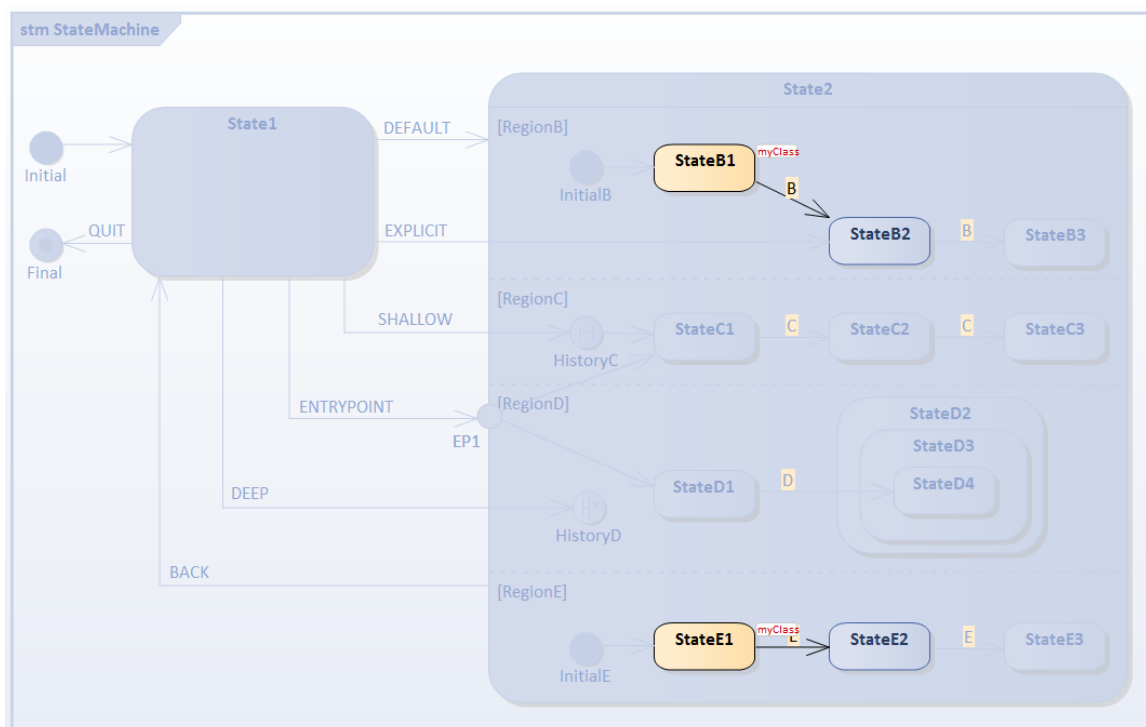 stm StateMachine
State2
State1
DEFAULT
[RegionB]
Initial
StateB1
myClass
B
InitialB
QUIT
EXPLICIT
StateB2
B
StateB3
Final
[RegionC]
SHALLOW
StateC1
C
StateC2
C
StateC3
HistoryC
ENTRYPOINT
[RegionD]
EP1
StateD2
StateD3
StateD4
DEEP
StateD1
D
HistoryD
BACK
[RegionE]
StateE1
myClass
StateE2
E
StateE3
InitialE